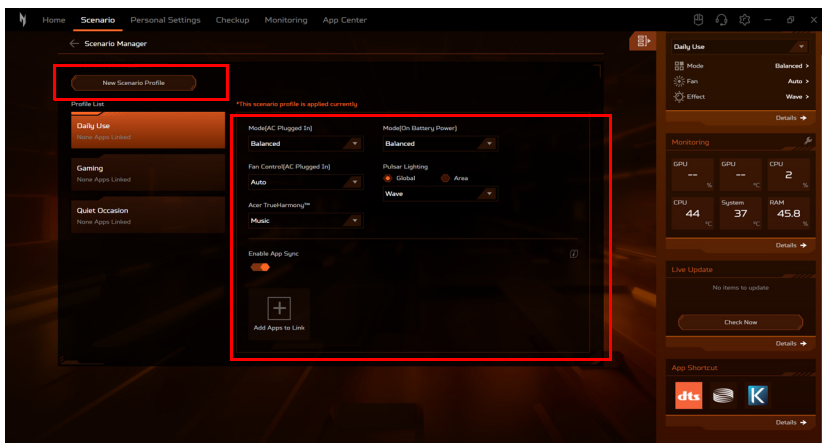 Home Scenario Personal Settings Checkup Monitoring App Center
Scenario Manager
New Scenario Profile
Profile List
Daily Use
None Apps Linked
Gaming
None Apps Linked
Quiet Occasion
None Apps Linked
*This scenario profile is applied currently
Mode(AC Plugged In)
Balanced
Mode(On Battery Power)
Balanced
Fan Control(AC Plugged In)
Auto
Pulsar Lighting
Global Area
Wave
Acer TrueHarmony™
Music
Enable App Sync
Add Apps to Link
Daily Use
Mode Balanced >
Fan Auto >
Effect Wave >
Details →
Monitoring
GPU -- %
GPU -- °C
CPU 2 %
CPU 44 °C
System 37 °C
RAM 45.8 %
Details →
Live Update
No items to update
Check Now
Details →
App Shortcut
dts
K
Details →